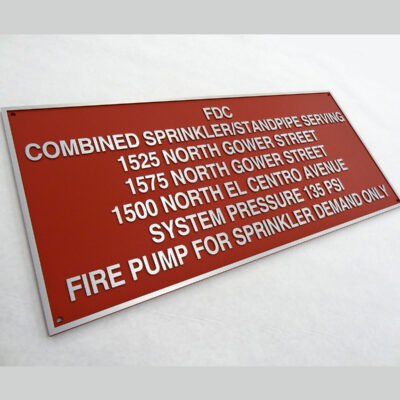 FDC
COMBINED SPRINKLER/STANDPIPE SERVING
1525 NORTH GOWER STREET
1575 NORTH GOWER STREET
1500 NORTH EL CENTRO AVENUE
SYSTEM PRESSURE 135 PSI
FIRE PUMP FOR SPRINKLER DEMAND ONLY